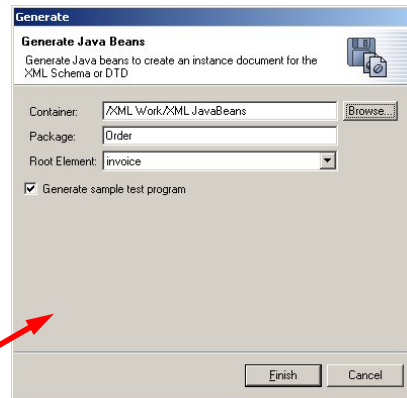 Generate
Generate Java Beans
Generate Java beans to create an instance document for the
XML Schema or DTD
Container: /XML Work/XML JavaBeans Browse...
Package: Order
Root Element: invoice
Generate sample test program
Finish Cancel